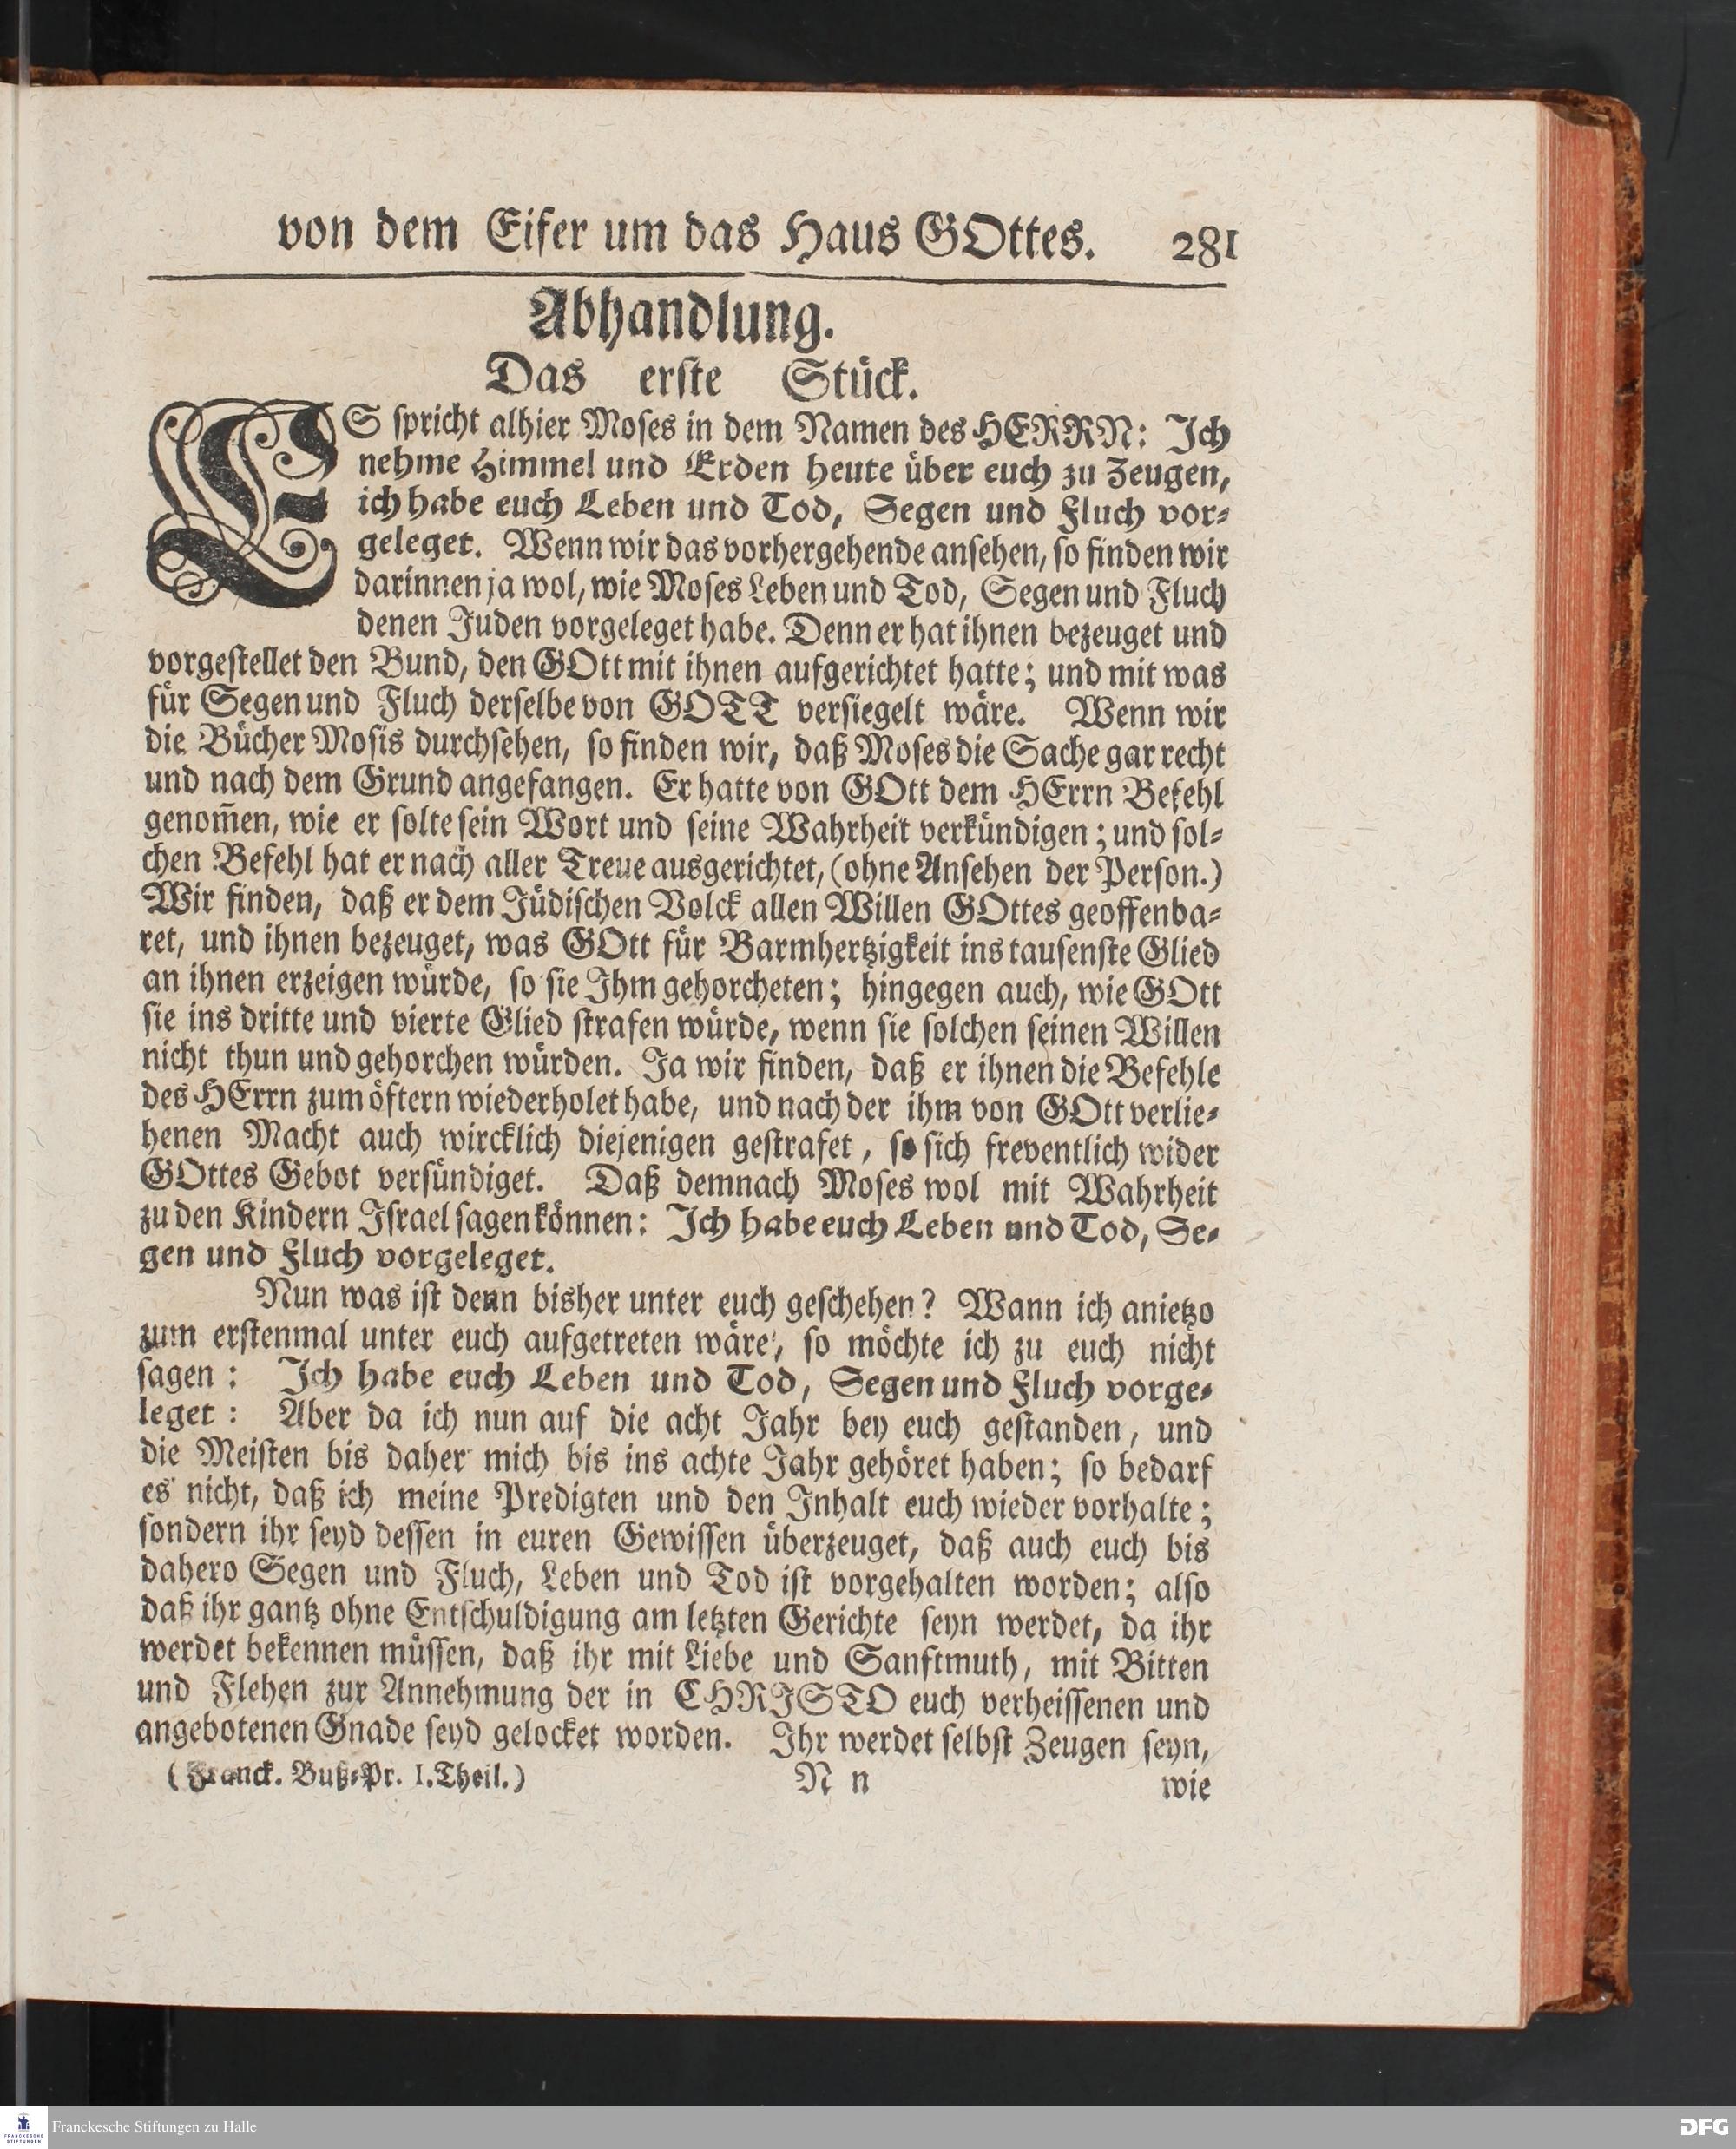 von dem Eifer um das Haus GOttes. 281
Abhandlung.
Das erste Stück.
ES spricht alhier Moses in dem Namen des HERRN: Ich
nehme Himmel und Erden heute über euch zu Zeugen,
ich habe euch Leben und Tod, Segen und Fluch vor-
geleget. Wenn wir das vorhergehende ansehen, so finden wir
darinnen ja wol, wie Moses Leben und Tod, Segen und Fluch
denen Juden vorgeleget habe. Denn er hat ihnen bezeuget und
vorgestellet den Bund, den GOtt mit ihnen aufgerichtet hatte; und mit was
für Segen und Fluch derselbe von GOTT versiegelt wäre. Wenn wir
die Bücher Mosis durchsehen, so finden wir, daß Moses die Sache gar recht
und nach dem Grund angefangen. Er hatte von GOtt dem HErrn Befehl
genom̃en, wie er solte sein Wort und seine Wahrheit verkündigen; und sol-
chen Befehl hat er nach aller Treue ausgerichtet, (ohne Ansehen der Person.)
Wir finden, daß er dem Jüdischen Volck allen Willen GOttes geoffenba-
ret, und ihnen bezeuget, was GOtt für Barmhertzigkeit ins tausenste Glied
an ihnen erzeigen würde, so sie Ihm gehorcheten; hingegen auch, wie GOtt
sie ins dritte und vierte Glied strafen würde, wenn sie solchen seinen Willen
nicht thun und gehorchen würden. Ja wir finden, daß er ihnen die Befehle
des HErrn zum öftern wiederholet habe, und nach der ihm von GOtt verlie-
henen Macht auch wircklich diejenigen gestrafet, so sich freventlich wider
GOttes Gebot versündiget. Daß demnach Moses wol mit Wahrheit
zu den Kindern Israel sagen können: Ich habe euch Leben und Tod, Se-
gen und Fluch vorgeleget.
Nun was ist denn bisher unter euch geschehen? Wann ich anietzo
zum erstenmal unter euch aufgetreten wäre, so möchte ich zu euch nicht
sagen: Ich habe euch Leben und Tod, Segen und Fluch vorge-
leget: Aber da ich nun auf die acht Jahr bey euch gestanden, und
die Meisten bis daher mich bis ins achte Jahr gehöret haben; so bedarf
es nicht, daß ich meine Predigten und den Inhalt euch wieder vorhalte;
sondern ihr seyd dessen in euren Gewissen überzeuget, daß auch euch bis
dahero Segen und Fluch, Leben und Tod ist vorgehalten worden; also
daß ihr gantz ohne Entschuldigung am letzten Gerichte seyn werdet, da ihr
werdet bekennen müssen, daß ihr mit Liebe und Sanftmuth, mit Bitten
und Flehen zur Annehmung der in CHRISTO euch verheissenen und
angebotenen Gnade seyd gelocket worden. Ihr werdet selbst Zeugen seyn,
(Franck. Buß-Pr. I. Theil.) N n wie
Franckesche Stiftungen zu Halle
FRANCKESCHE STIFTUNGEN
DFG